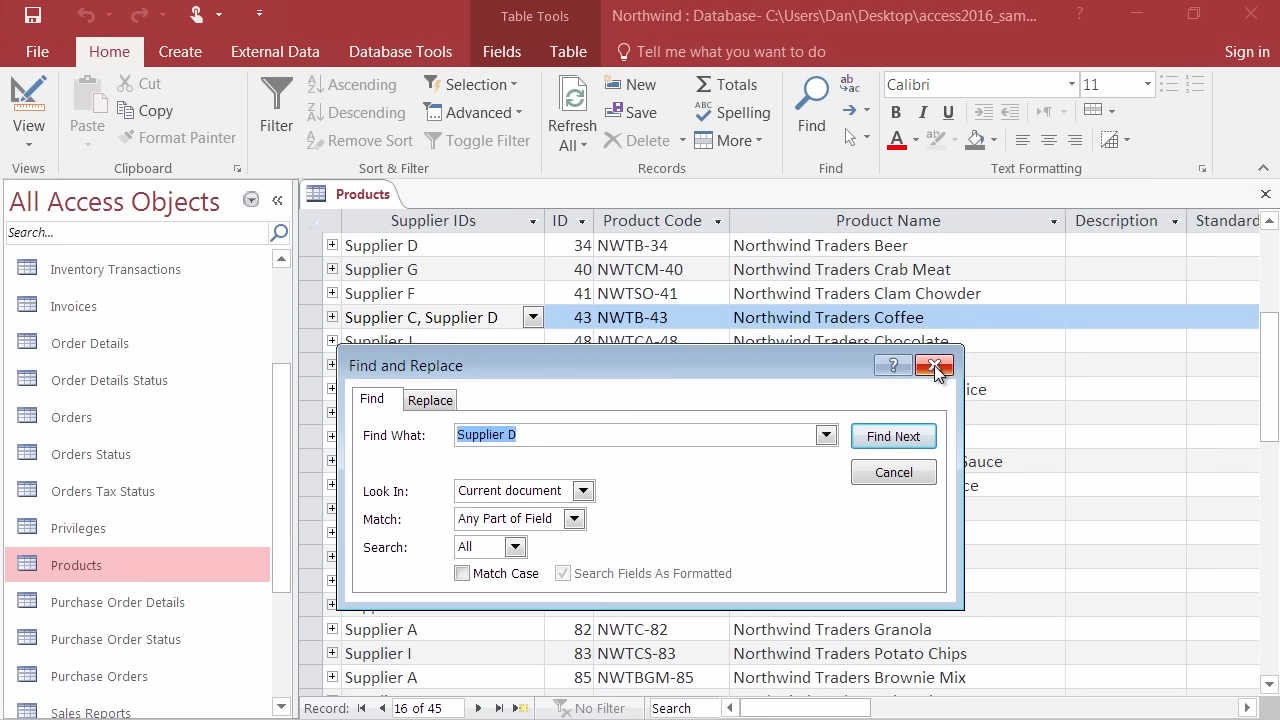 Table Tools
Northwind : Database- C:\Users\Dan\Desktop\access2016_sam...
File Home Create External Data Database Tools Fields Table Tell me what you want to do Sign in
View
Views
Paste
Cut
Copy
Format Painter
Clipboard
Filter
Ascending
Descending
Remove Sort
Selection
Advanced
Toggle Filter
Sort & Filter
Refresh
All
New
Save
Delete
Totals
Spelling
More
Records
Find
Find
Calibri 11
B I U
A
Text Formatting
All Access Objects
Search...
Inventory Transactions
Invoices
Order Details
Order Details Status
Orders
Orders Status
Orders Tax Status
Privileges
Products
Purchase Order Details
Purchase Order Status
Purchase Orders
Sales Reports
Products
Supplier IDs ID Product Code Product Name Description Standard
Supplier D 34 NWTB-34 Northwind Traders Beer
Supplier G 40 NWTCM-40 Northwind Traders Crab Meat
Supplier F 41 NWTSO-41 Northwind Traders Clam Chowder
Supplier C, Supplier D 43 NWTB-43 Northwind Traders Coffee
48 NWTCA-48 Northwind Traders Chocolate
ice
Sauce
ce
Find and Replace
Find Replace
Find What: Supplier D Find Next
Cancel
Look In: Current document
Match: Any Part of Field
Search: All
Match Case Search Fields As Formatted
Supplier A 82 NWTC-82 Northwind Traders Granola
Supplier I 83 NWTCS-83 Northwind Traders Potato Chips
Supplier A 85 NWTBGM-85 Northwind Traders Brownie Mix
Record: 16 of 45 No Filter Search